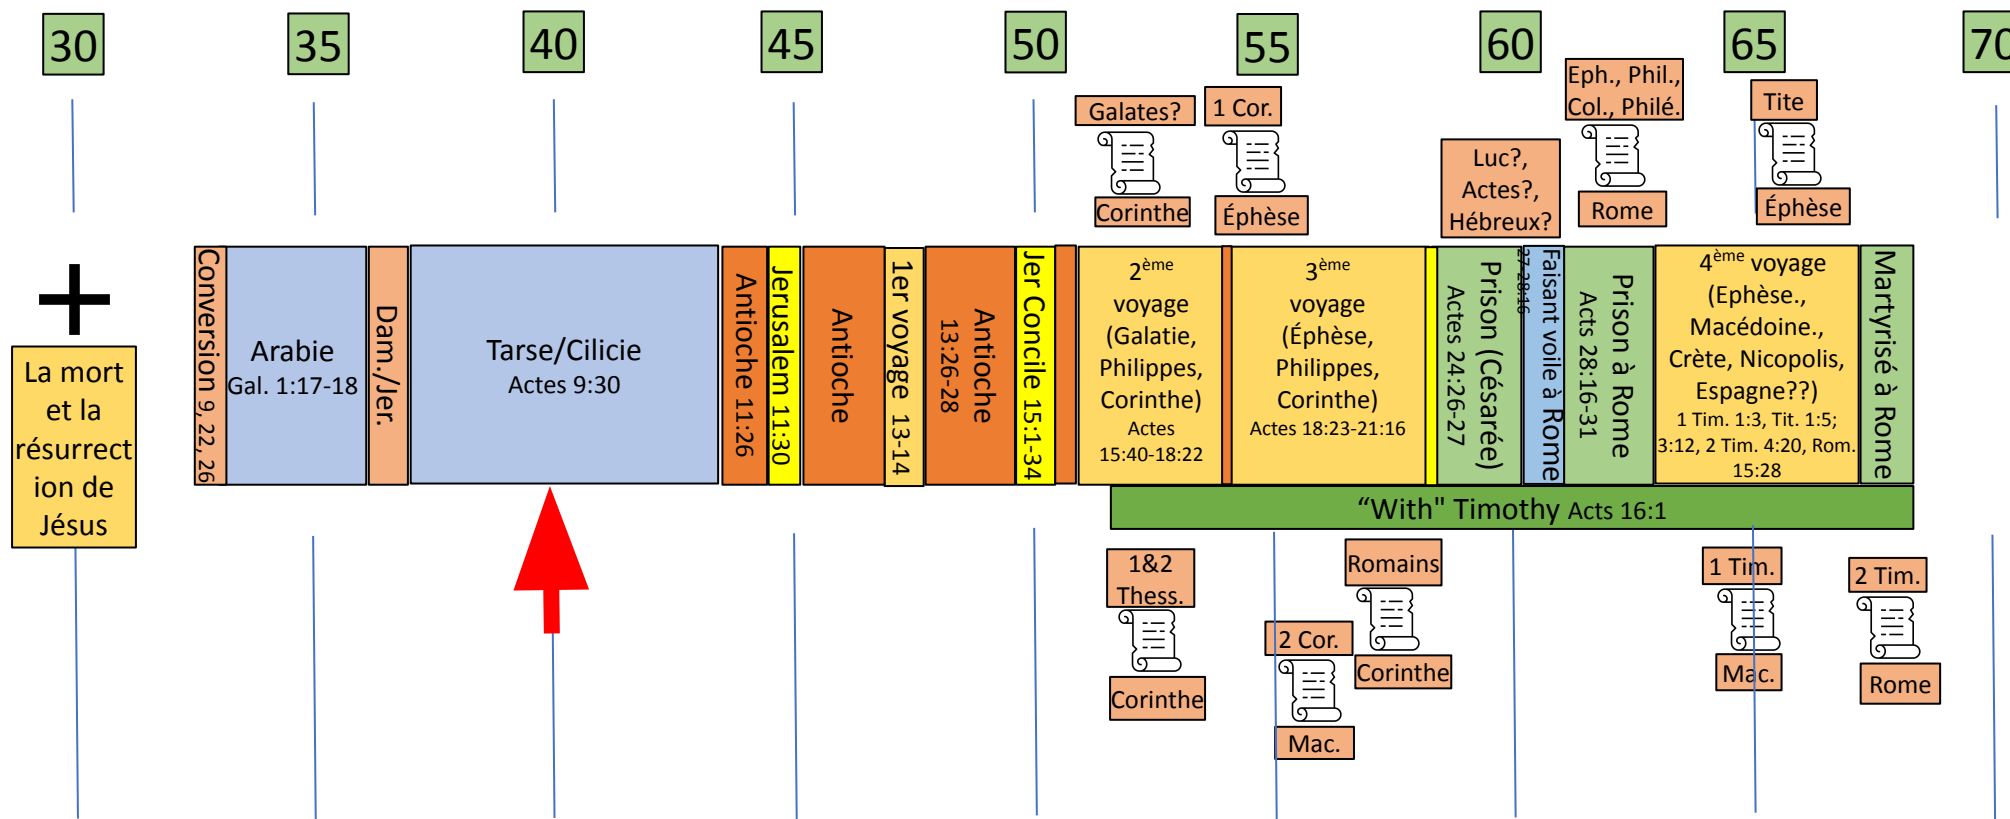 30
35
40
45
50
55
60
65
70
Galates?
Corinthe
1 Cor.
Éphèse
Luc?,
Actes?,
Hébreux?
Eph., Phil.,
Col., Philé.
Rome
Tite
Éphèse
La mort
et la
résurrect
ion de
Jésus
Conversion 9, 22, 26
Arabie
Gal. 1:17-18
Dam./Jer.
Tarse/Cilicie
Actes 9:30
Antioche 11:26
Jerusalem 11:30
Antioche
1er voyage 13-14
Antioche
13:26-28
Jer Concile 15:1-34
2ème
voyage
(Galatie,
Philippes,
Corinthe)
Actes
15:40-18:22
3ème
voyage
(Éphèse,
Philippes,
Corinthe)
Actes 18:23-21:16
Prison (Césarée)
Actes 24:26-27
Faisant voile à Rome
27-28:16
Prison à Rome
Acts 28:16-31
4ème voyage
(Ephèse.,
Macédoine.,
Crète, Nicopolis,
Espagne??)
1 Tim. 1:3, Tit. 1:5;
3:12, 2 Tim. 4:20, Rom.
15:28
Martyrisé à Rome
“With" Timothy Acts 16:1
1&2
Thess.
Corinthe
2 Cor.
Mac.
Romains
Corinthe
1 Tim.
Mac.
2 Tim.
Rome